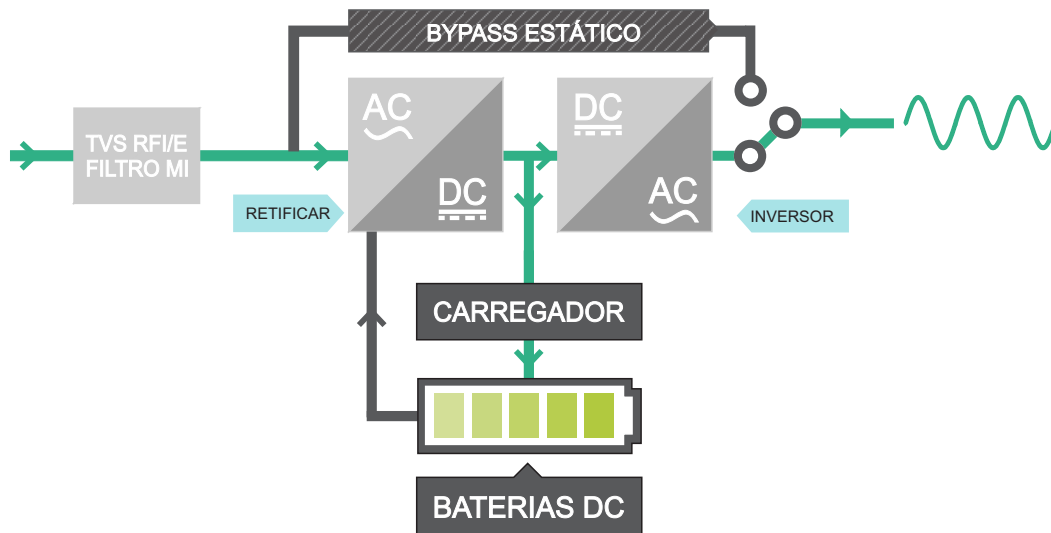 BYPASS ESTÁTICO
AC
DC
DC
AC
TVS RFI/E
FILTRO MI
RETIFICAR
INVERSOR
CARREGADOR
BATERIAS DC